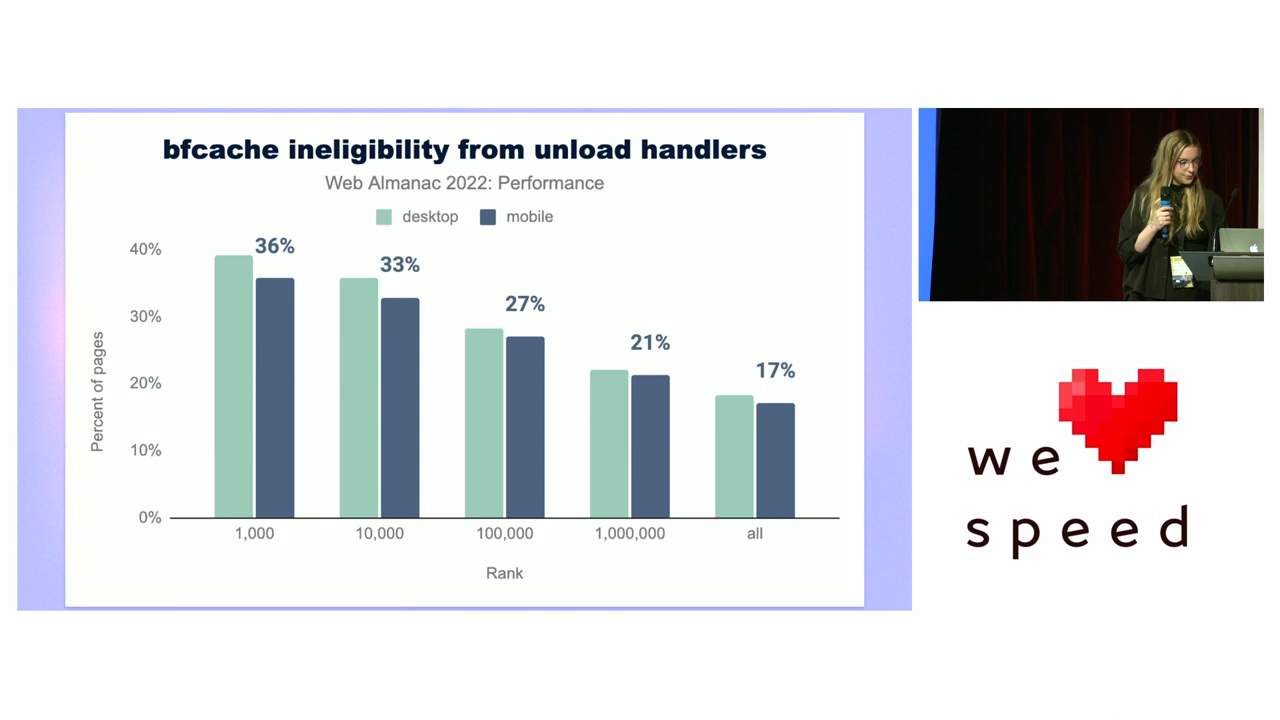 bfcache ineligibility from unload handlers
Web Almanac 2022: Performance
desktop mobile
Percent of pages
40%
30%
20%
10%
0%
36%
33%
27%
21%
17%
1,000 10,000 100,000 1,000,000 all
Rank
we
speed